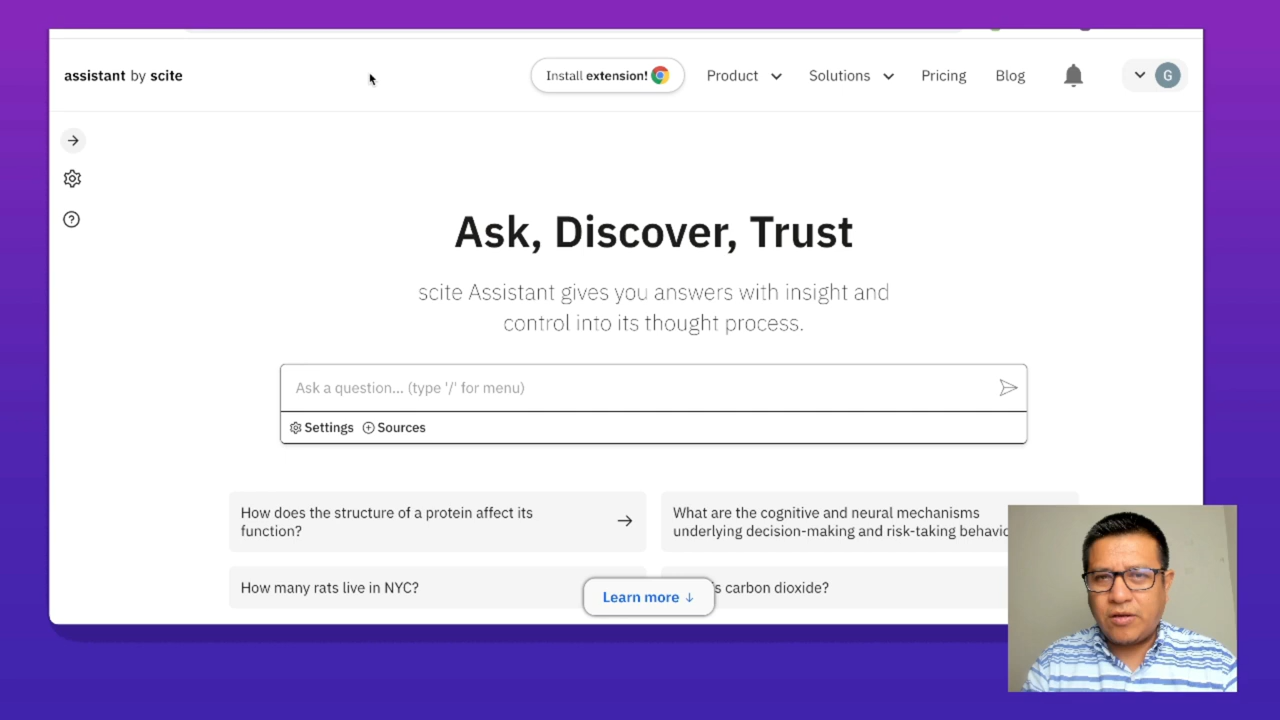 assistant by scite
Install extension!
Product
Solutions
Pricing
Blog
G
Ask, Discover, Trust
scite Assistant gives you answers with insight and
control into its thought process.
Ask a question... (type '/' for menu)
Settings
Sources
How does the structure of a protein affect its
function?
What are the cognitive and neural mechanisms
underlying decision-making and risk-taking
How many rats live in NYC?
Learn more ↓
carbon dioxide?